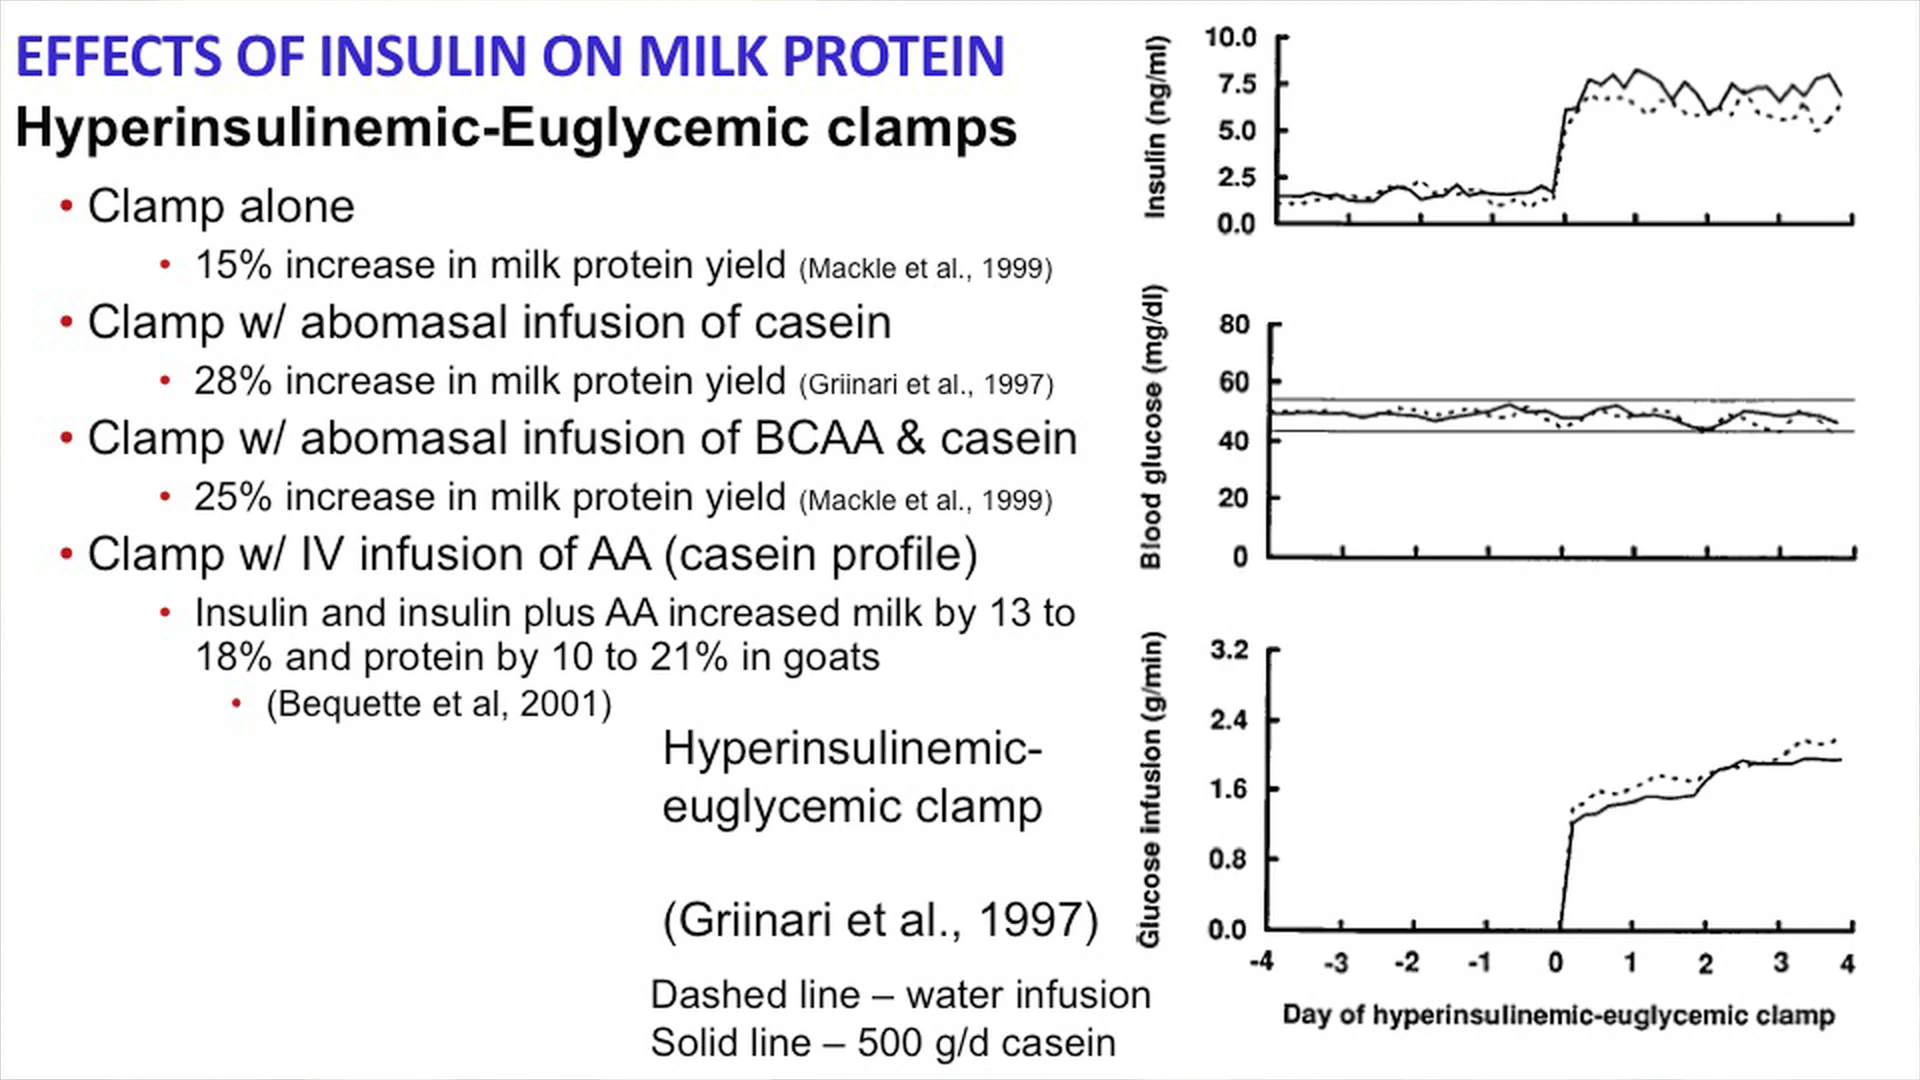 EFFECTS OF INSULIN ON MILK PROTEIN
Hyperinsulinemic-Euglycemic clamps
• Clamp alone
• 15% increase in milk protein yield (Mackle et al., 1999)
• Clamp w/ abomasal infusion of casein
• 28% increase in milk protein yield (Griinari et al., 1997)
• Clamp w/ abomasal infusion of BCAA & casein
• 25% increase in milk protein yield (Mackle et al., 1999)
• Clamp w/ IV infusion of AA (casein profile)
• Insulin and insulin plus AA increased milk by 13 to
18% and protein by 10 to 21% in goats
• (Bequette et al, 2001)
Hyperinsulinemic-
euglycemic clamp
(Griinari et al., 1997)
Dashed line – water infusion
Solid line – 500 g/d casein
Insulin (ng/ml)
10.0
7.5
5.0
2.5
0.0
Blood glucose (mg/dl)
80
60
40
20
0
Glucose infusion (g/min)
3.2
2.4
1.6
0.8
0.0
-4 -3 -2 -1 0 1 2 3 4
Day of hyperinsulinemic-euglycemic clamp